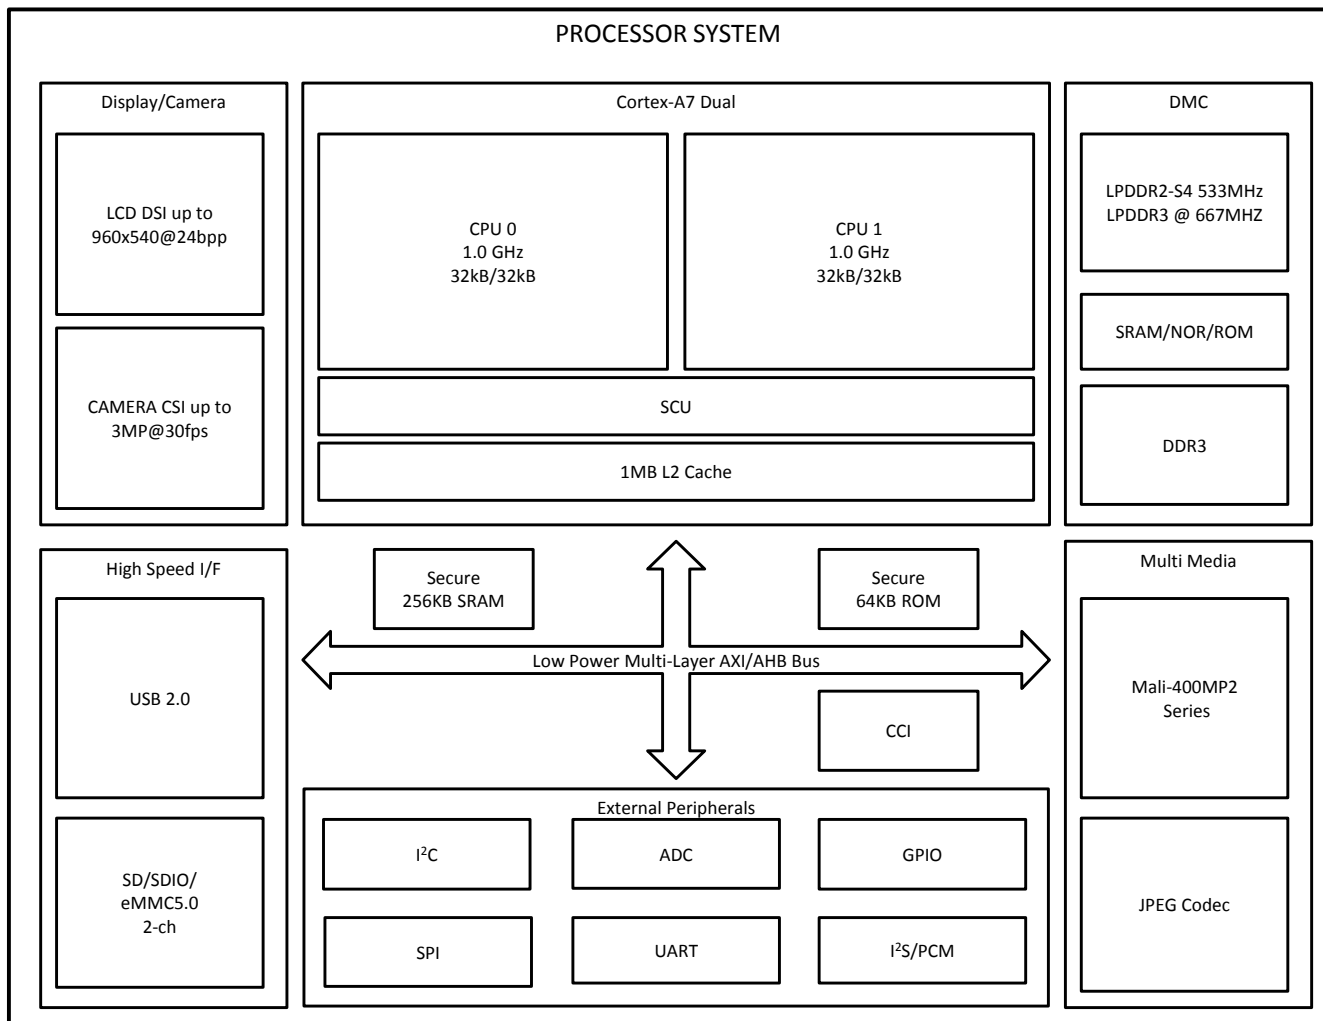 PROCESSOR SYSTEM
Display/Camera
LCD DSI up to
960x540@24bpp
CAMERA CSI up to
3MP@30fps
Cortex-A7 Dual
CPU 0
1.0 GHz
32kB/32kB
CPU 1
1.0 GHz
32kB/32kB
SCU
1MB L2 Cache
DMC
LPDDR2-S4 533MHz
LPDDR3 @ 667MHZ
SRAM/NOR/ROM
DDR3
High Speed I/F
USB 2.0
SD/SDIO/
eMMC5.0
2-ch
Secure
256KB SRAM
Secure
64KB ROM
Low Power Multi-Layer AXI/AHB Bus
CCI
External Peripherals
I²C
ADC
GPIO
SPI
UART
I²S/PCM
Multi Media
Mali-400MP2
Series
JPEG Codec